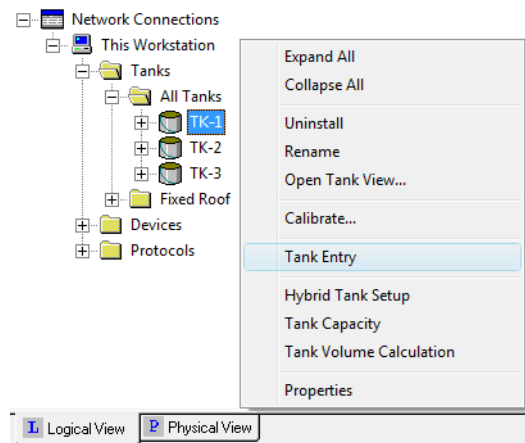 Network Connections
This Workstation
Tanks
All Tanks
TK-1
TK-2
TK-3
Fixed Roof
Devices
Protocols
Expand All
Collapse All
Uninstall
Rename
Open Tank View...
Calibrate...
Tank Entry
Hybrid Tank Setup
Tank Capacity
Tank Volume Calculation
Properties
L Logical View
P Physical View